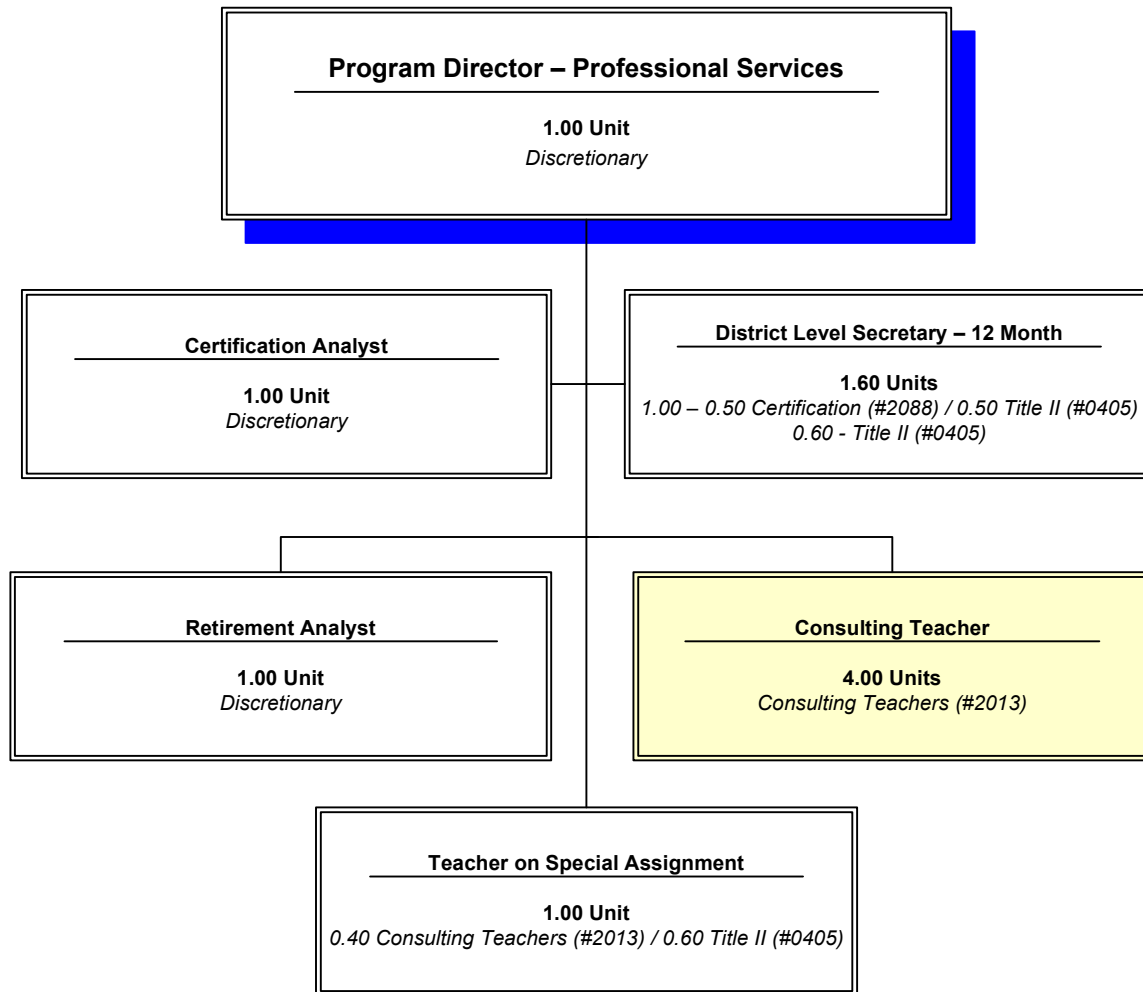 Program Director – Professional Services
1.00 Unit
Discretionary
Certification Analyst
1.00 Unit
Discretionary
District Level Secretary – 12 Month
1.60 Units
1.00 – 0.50 Certification (#2088) / 0.50 Title II (#0405)
0.60 - Title II (#0405)
Retirement Analyst
1.00 Unit
Discretionary
Consulting Teacher
4.00 Units
Consulting Teachers (#2013)
Teacher on Special Assignment
1.00 Unit
0.40 Consulting Teachers (#2013) / 0.60 Title II (#0405)